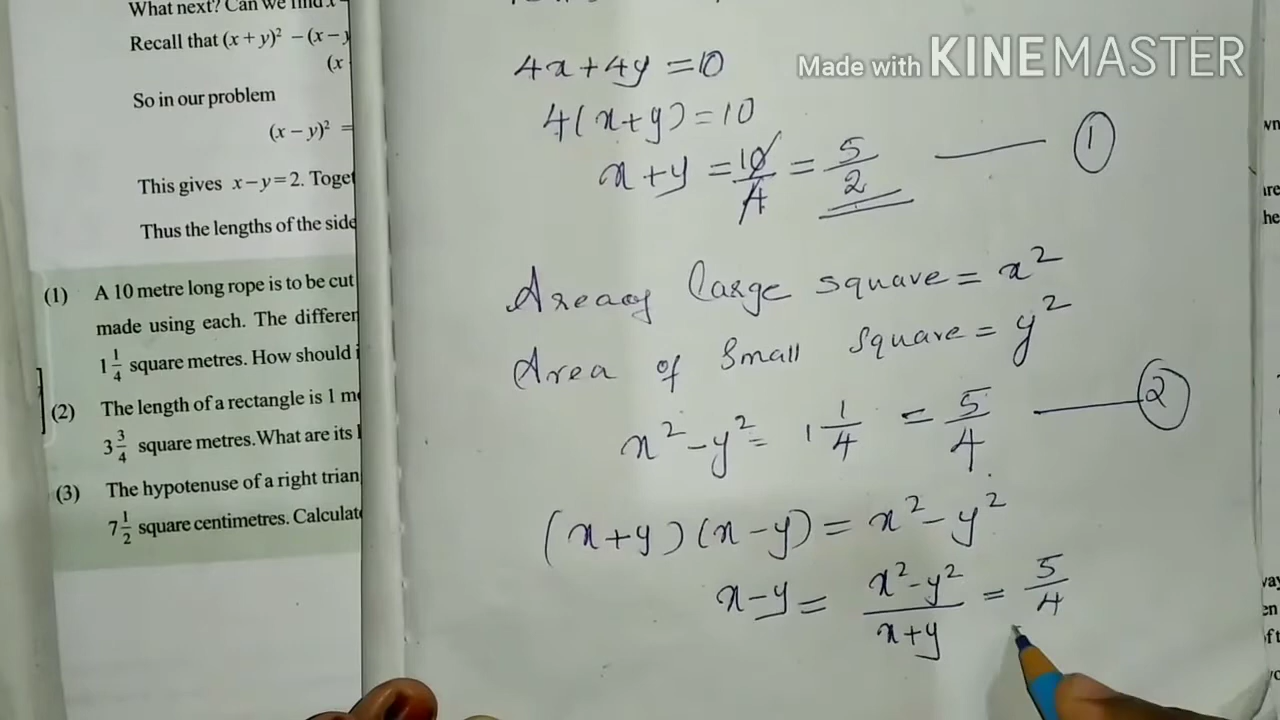 What next? Can we find x
Recall that (x + y)² – (x – y
(x
So in our problem
(x – y)² =
This gives x – y = 2. Toget
Thus the lengths of the side
(1) A 10 metre long rope is to be cut
made using each. The differen
1 1/4 square metres. How should i
(2) The length of a rectangle is 1 me
3 3/4 square metres. What are its l
(3) The hypotenuse of a right trian
7 1/2 square centimetres. Calculate
Made with KINEMASTER
4x + 4y = 10
4(x + y) = 10
x + y = 10/4 = 5/2 —— 1
Area of large square = x²
Area of Small square = y²
x² – y² = 1 1/4 = 5/4 —— 2
(x + y)(x – y) = x² – y²
x – y = x² – y²/x + y = 5/4